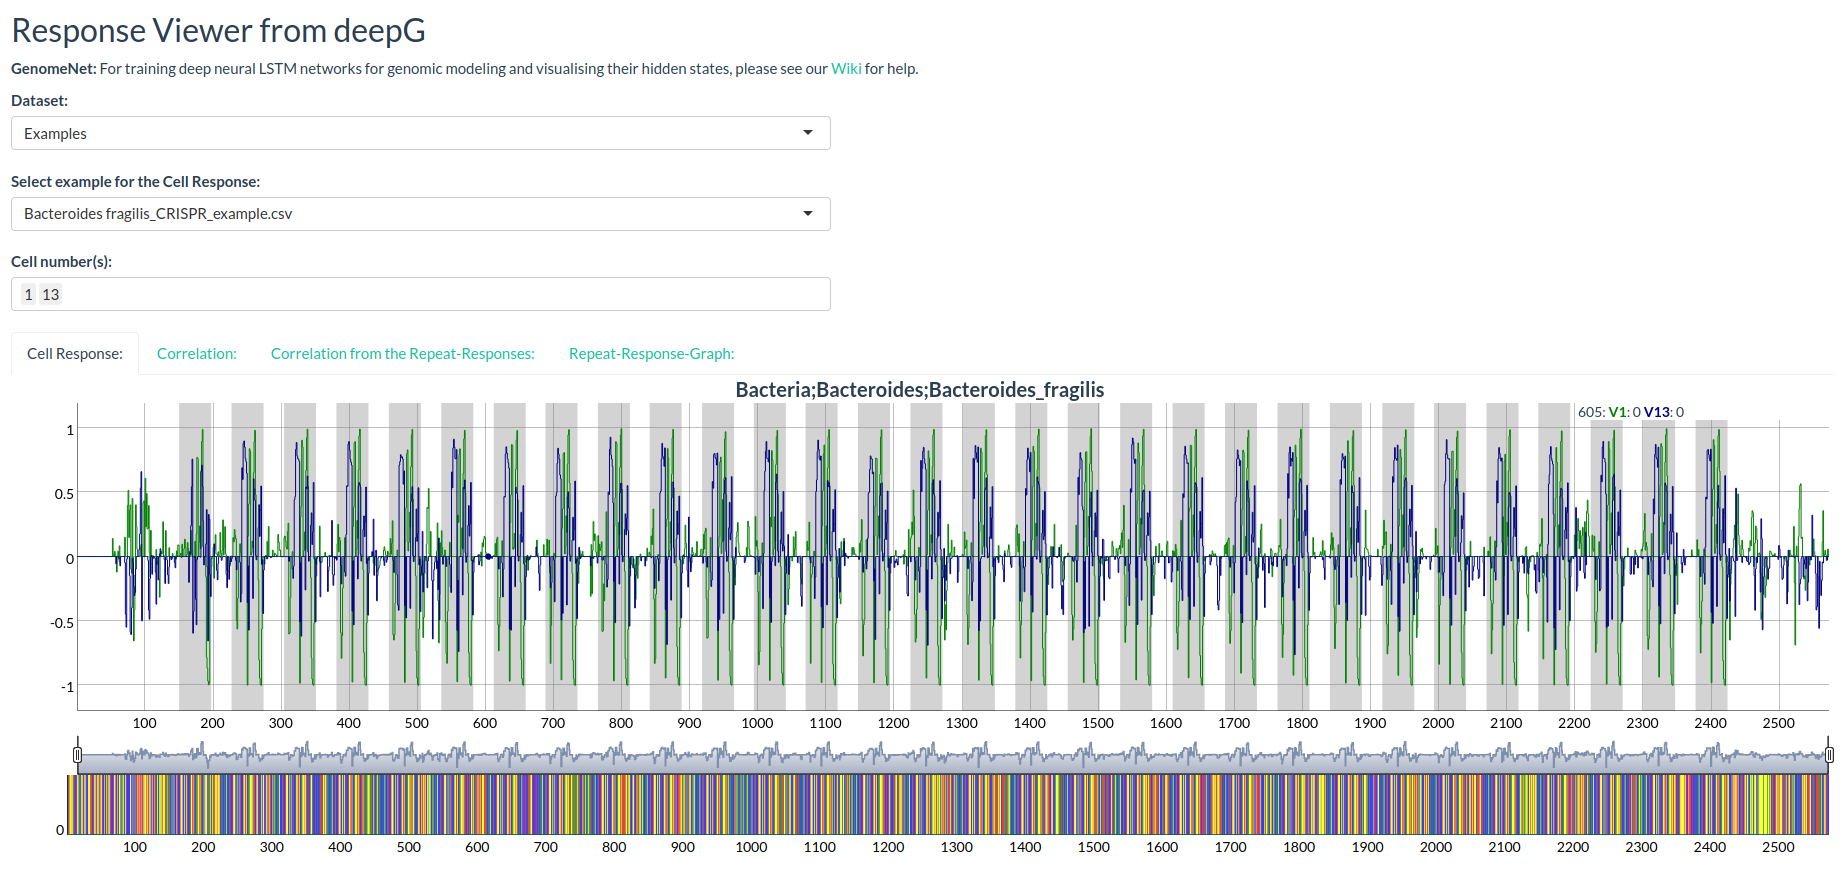 Response Viewer from deepG
GenomeNet: For training deep neural LSTM networks for genomic modeling and visualising their hidden states, please see our Wiki for help.
Dataset:
Examples
Select example for the Cell Response:
Bacteroides fragilis_CRISPR_example.csv
Cell number(s):
1 13
Cell Response: Correlation: Correlation from the Repeat-Responses: Repeat-Response-Graph:
Bacteria;Bacteroides;Bacteroides_fragilis
605: V1: 0 V13: 0
1
0.5
0
-0.5
-1
100 200 300 400 500 600 700 800 900 1000 1100 1200 1300 1400 1500 1600 1700 1800 1900 2000 2100 2200 2300 2400 2500
0
100 200 300 400 500 600 700 800 900 1000 1100 1200 1300 1400 1500 1600 1700 1800 1900 2000 2100 2200 2300 2400 2500